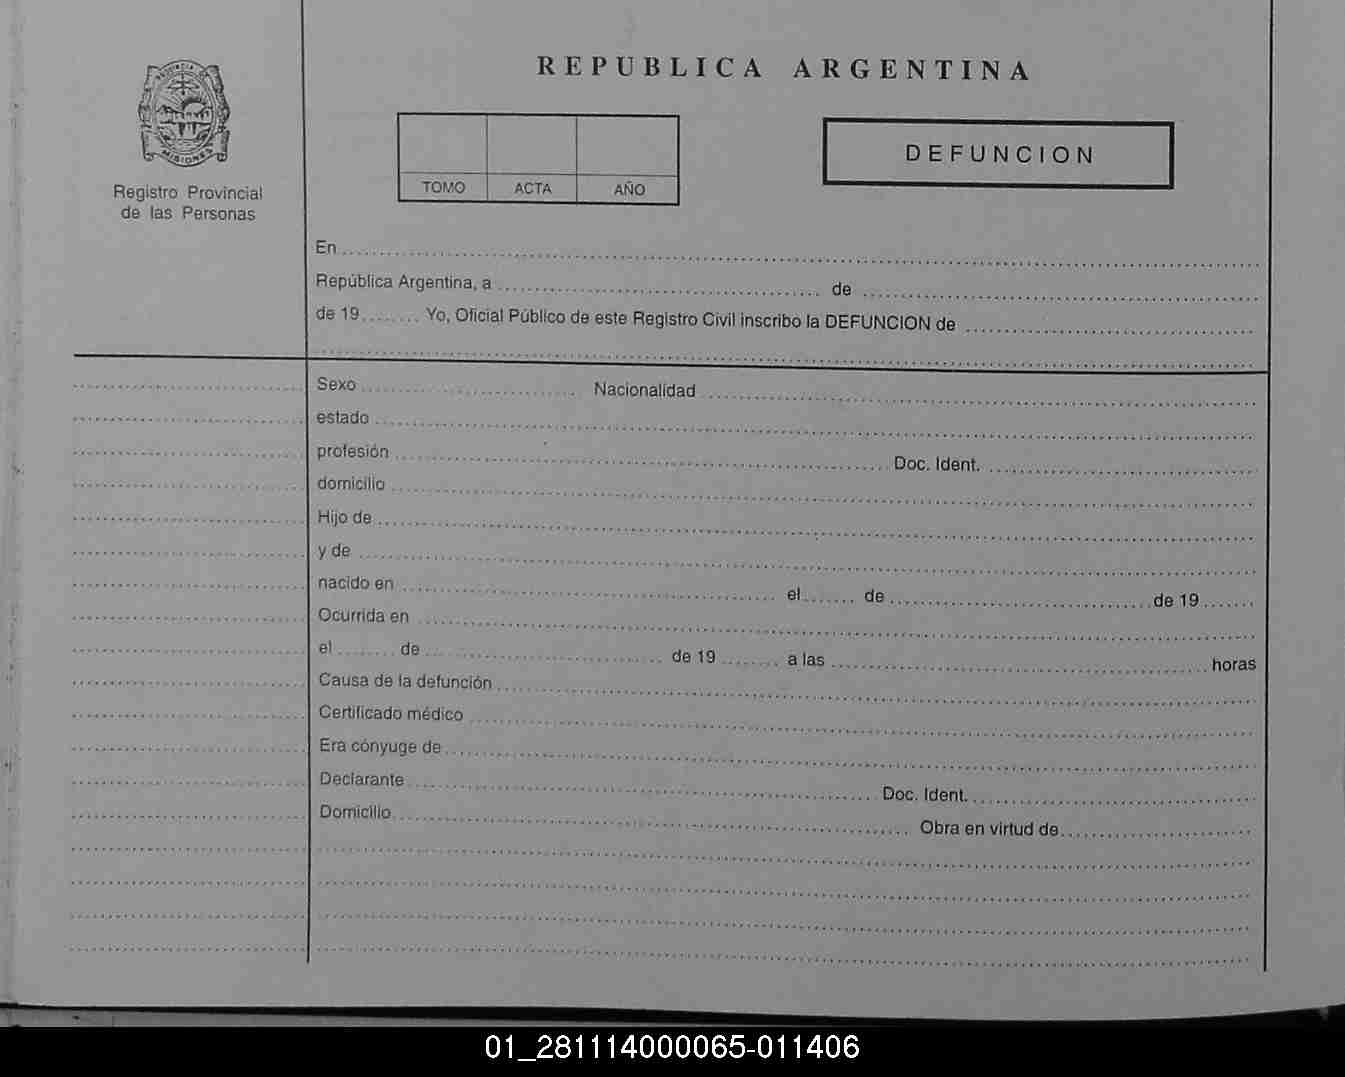 PROVINCIA DE
MISIONES
Registro Provincial
de las Personas
REPUBLICA ARGENTINA
TOMO ACTA AÑO
DEFUNCION
En
República Argentina, a de
de 19 Yo, Oficial Público de este Registro Civil inscribo la DEFUNCION de
Sexo Nacionalidad
estado
profesión Doc. Ident.
domicilio
Hijo de
y de
nacido en el de de 19
Ocurrida en
el de de 19 a las horas
Causa de la defunción
Certificado médico
Era cónyuge de
Declarante Doc. Ident.
Domicilio Obra en virtud de
01_281114000065-011406